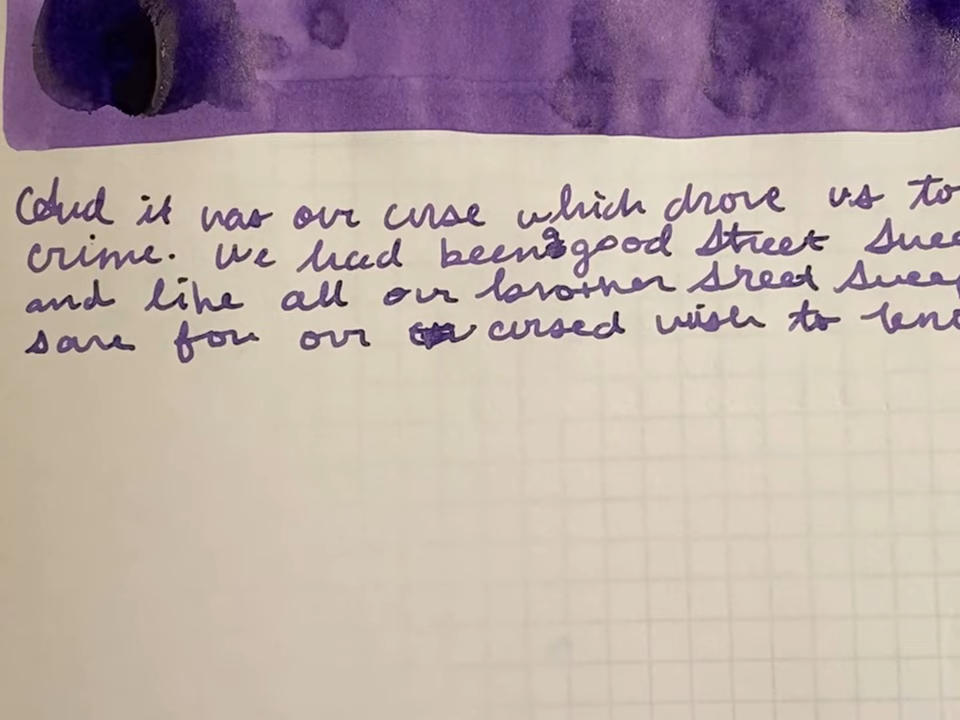 And it was our curse which drove us to
crime. We had been a good Street Swee
and like all our brother Street Sweep
save for our cursed wish to